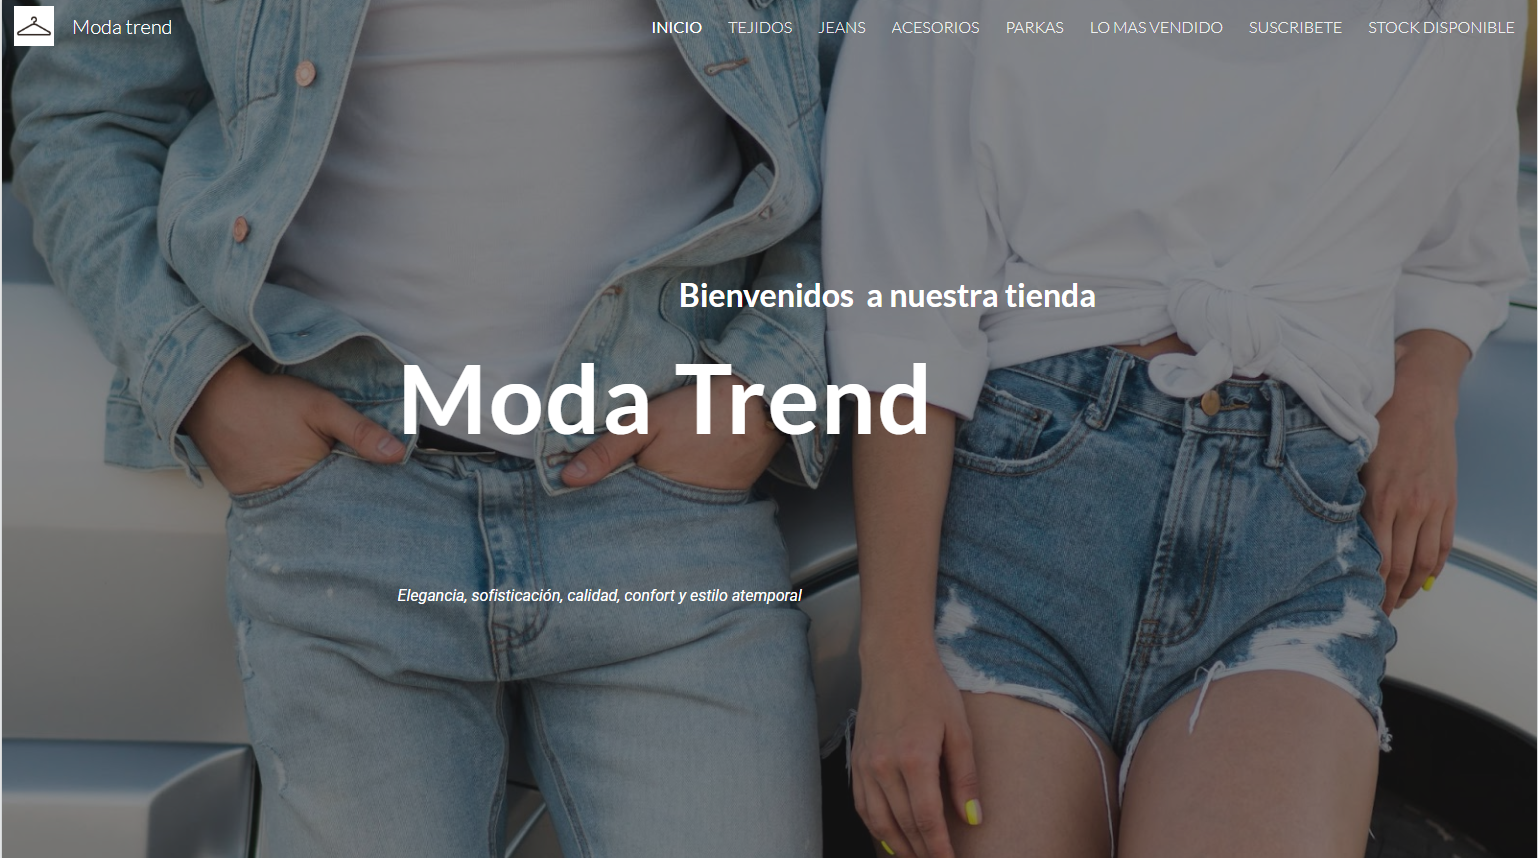 Moda trend
INICIO TEJIDOS JEANS ACESORIOS PARKAS LO MAS VENDIDO SUSCRIBETE STOCK DISPONIBLE
Bienvenidos a nuestra tienda
Moda Trend
Elegancia, sofisticación, calidad, confort y estilo atemporal